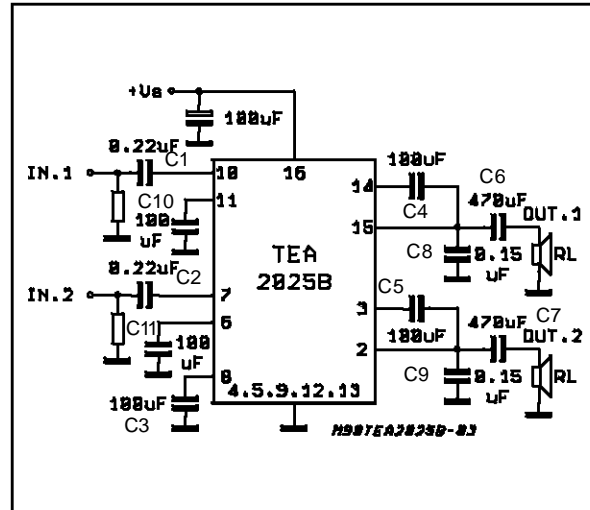 +Vs
100uF
0.22uF
C1
IN.1
10
16
14
100uF
C6
C10
11
C4
470uF
OUT.1
100
uF
15
TEA
2025B
C8
0.15
uF
RL
0.22uF
C2
IN.2
7
C5
3
100uF
C7
470uF
OUT.2
C11
6
100
uF
2
C9
0.15
uF
RL
8
100uF
C3
4.5.9.12.13
M90TEA2025B-03